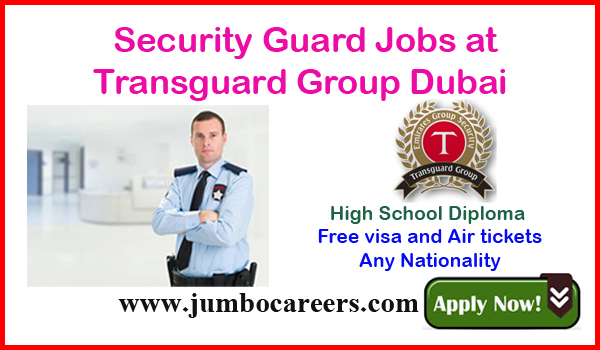 Security Guard Jobs at
Transguard Group Dubai
Emirates Group Security
T
Transguard Group
High School Diploma
Free visa and Air tickets
Any Nationality
www.jumbocareers.com
Apply Now!